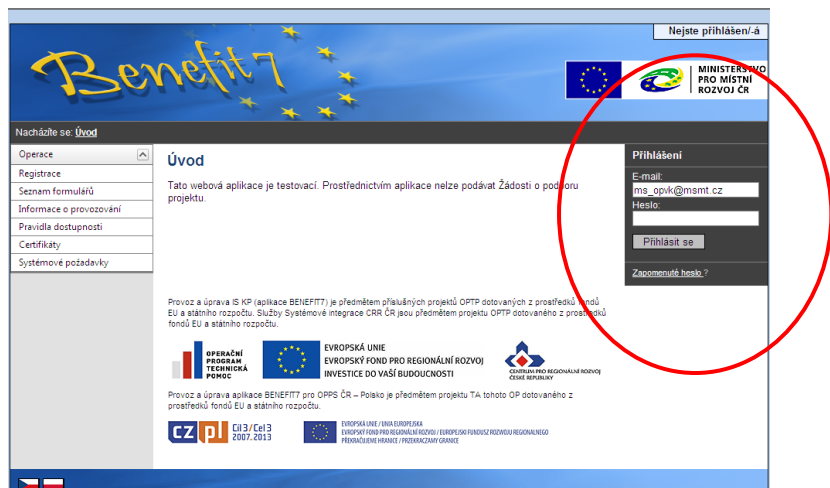 Nejste přihlášen/-á
Benefit7
MINISTERSTVO
PRO MÍSTNÍ
ROZVOJ ČR
Nacházíte se: Úvod
Operace
Registrace
Seznam formulářů
Informace o provozování
Pravidla dostupnosti
Certifikáty
Systémové požadavky
Úvod
Tato webová aplikace je testovací. Prostřednictvím aplikace nelze podávat Žádosti o podporu
projektu.
Přihlášení
E-mail:
ms_opvk@msmt.cz
Heslo:
Přihlásit se
Zapomenuté heslo ?
Provoz a úprava IS KP (aplikace BENEFIT7) je předmětem příslušných projektů OPTP dotovaných z prostředků fondů
EU a státního rozpočtu. Služby Systémové integrace CRR ČR jsou předmětem projektu OPTP dotovaného z prostředků
fondů EU a státního rozpočtu.
OPERAČNÍ
PROGRAM
TECHNICKÁ
POMOC
EVROPSKÁ UNIE
EVROPSKÝ FOND PRO REGIONÁLNÍ ROZVOJ
INVESTICE DO VAŠÍ BUDOUCNOSTI
CENTRUM PRO REGIONÁLNÍ ROZVOJ
ČESKÉ REPUBLIKY
Provoz a úprava aplikace BENEFIT7 pro OPPS ČR – Polsko je předmětem projektu TA tohoto OP dotovaného z
prostředků fondů EU a státního rozpočtu.
CZ pl Cíl 3 / Cel 3
2007.2013
EVROPSKÁ UNIE / UNIA EUROPEJSKA
EVROPSKÝ FOND PRO REGIONÁLNÍ ROZVOJ / EUROPEJSKI FUNDUSZ ROZWOJU REGIONALNEGO
PŘEKRAČUJEME HRANICE / PRZEKRACZAMY GRANICE